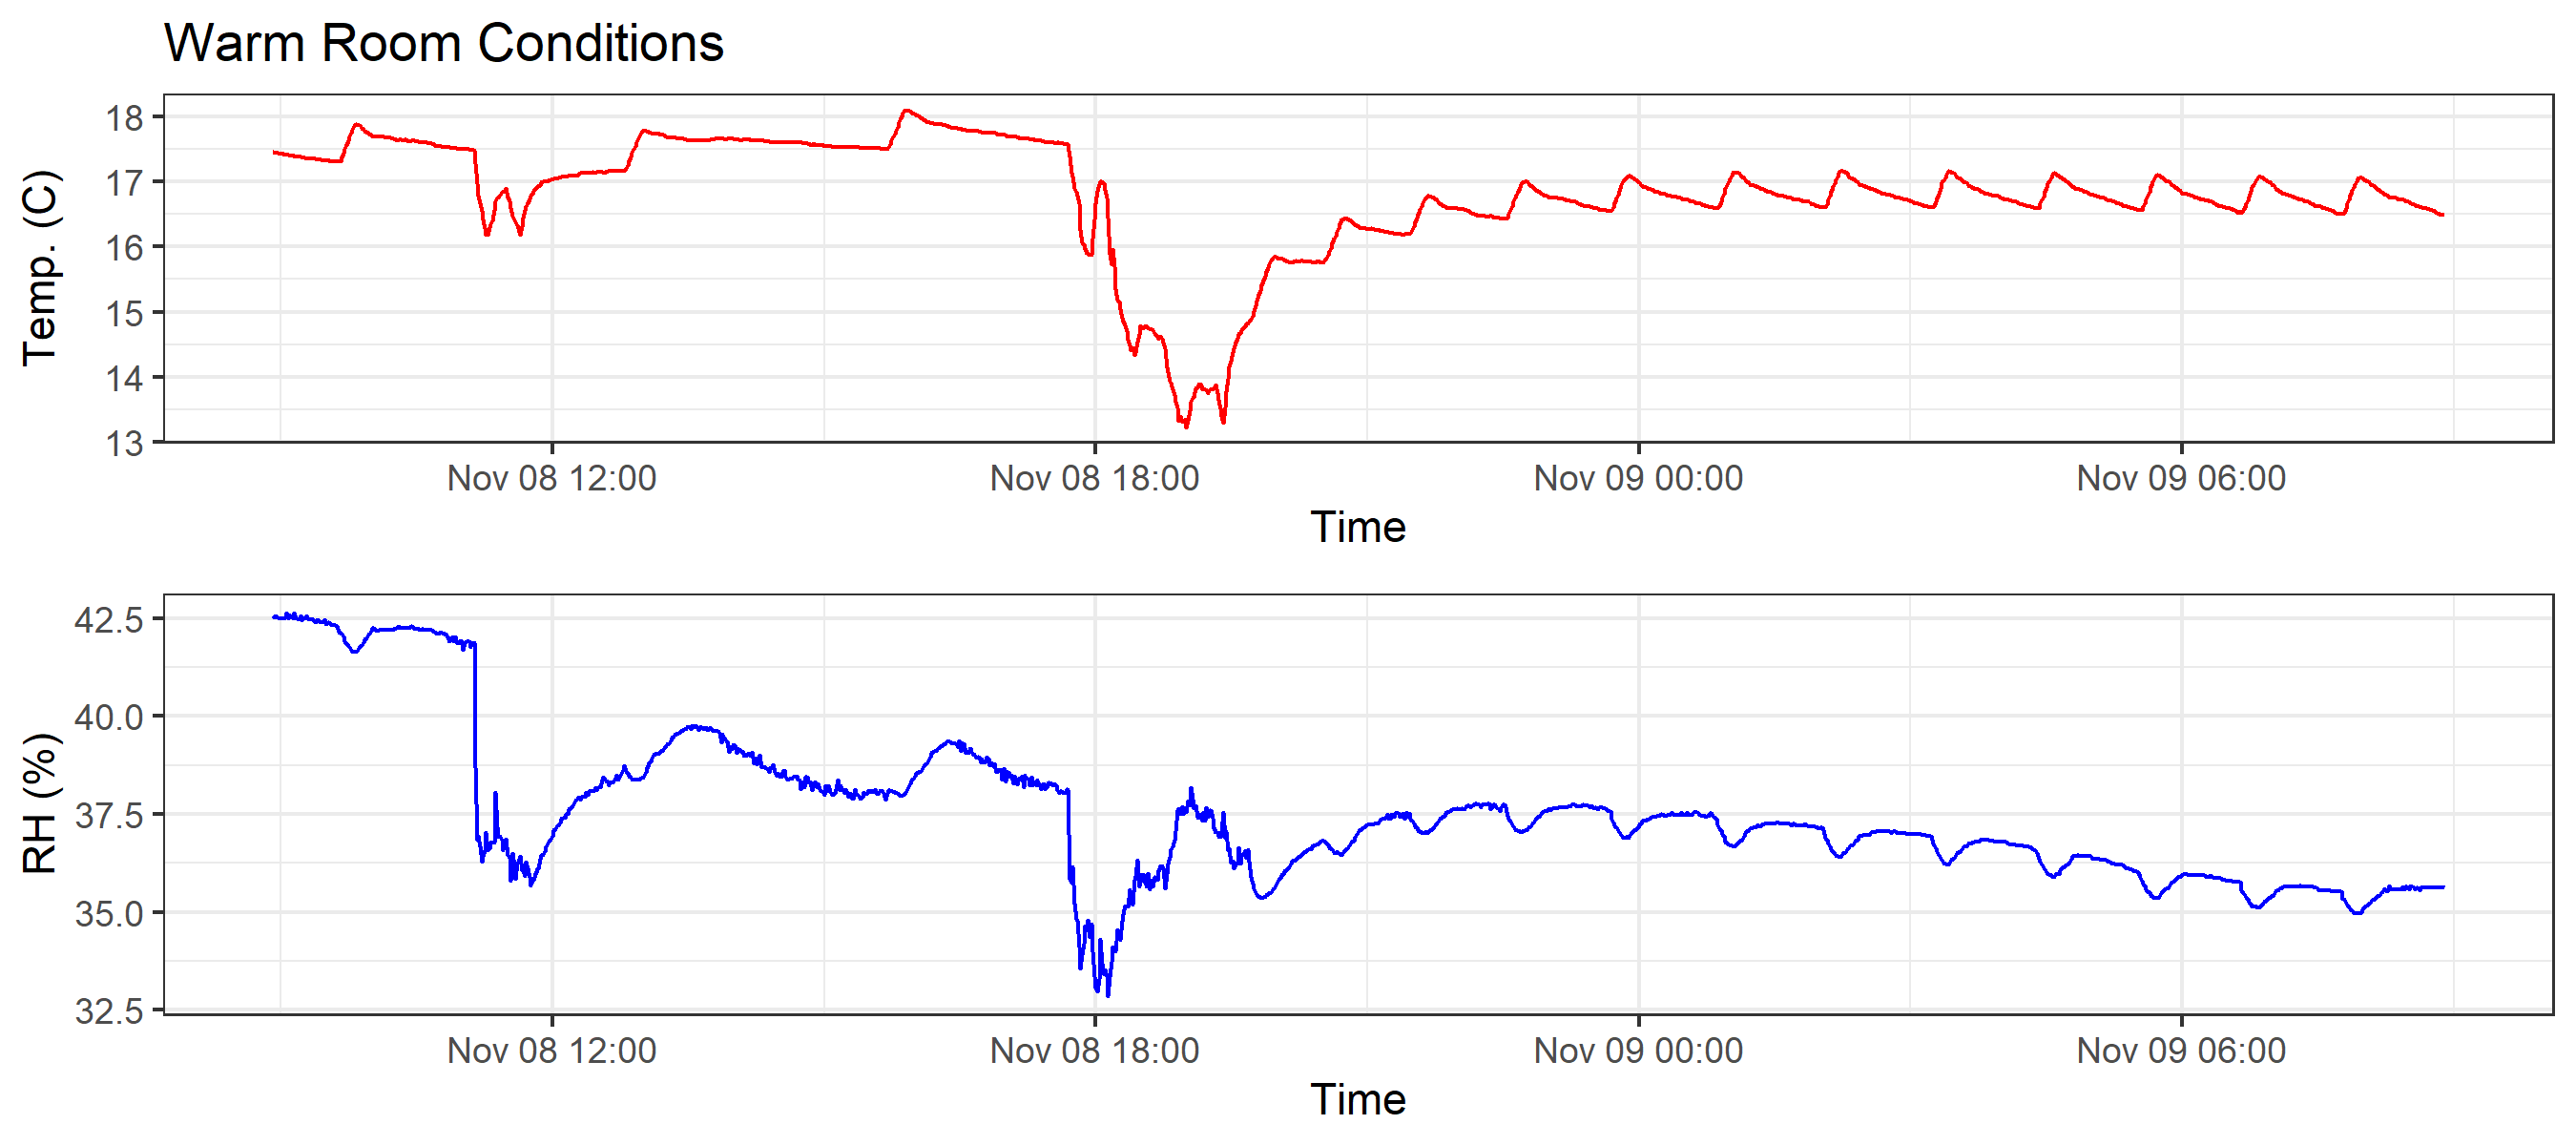 Warm Room Conditions
Temp. (C)
18
17
16
15
14
13
Nov 08 12:00 Nov 08 18:00 Nov 09 00:00 Nov 09 06:00
Time
RH (%)
42.5
40.0
37.5
35.0
32.5
Nov 08 12:00 Nov 08 18:00 Nov 09 00:00 Nov 09 06:00
Time